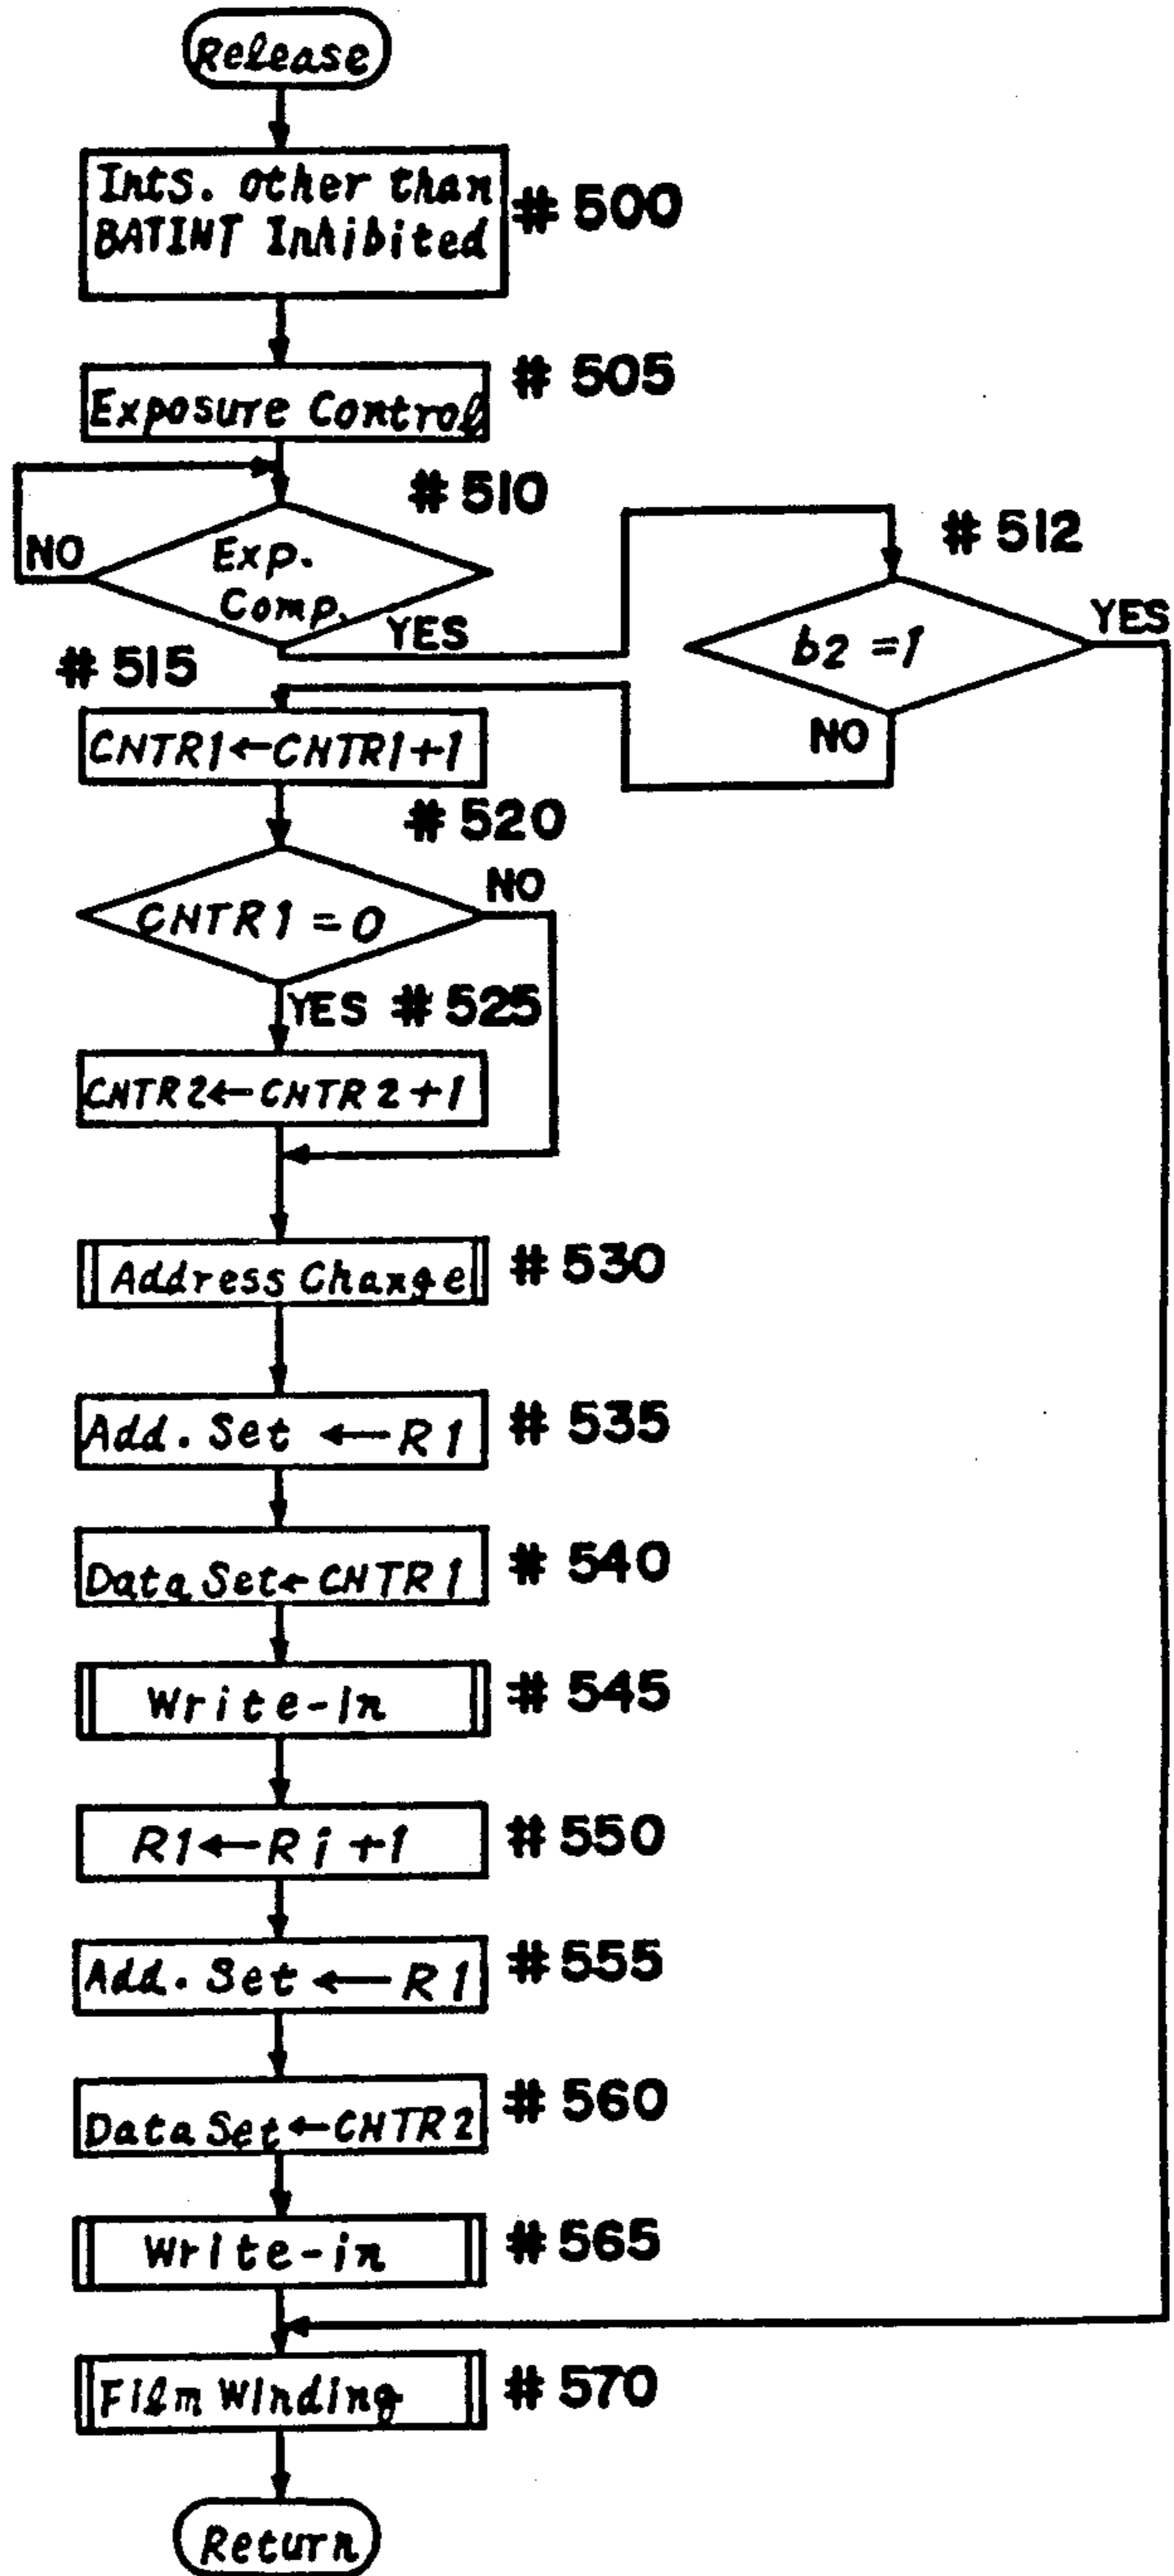 Release
Ints. other than
BATINT Inhibited
# 500
Exposure Control
# 505
# 510
NO
Exp.
Comp.
YES
# 512
b2 = 1
YES
NO
# 515
CNTR1←CNTR1+1
# 520
CNTR1 = 0
NO
YES
# 525
CNTR2←CNTR2+1
Address Change
# 530
Add. Set ← R1
# 535
Data Set←CNTR1
# 540
Write-In
# 545
R1←Rj+1
# 550
Add. Set ← R1
# 555
Data Set←CNTR2
# 560
Write-in
# 565
Film Winding
# 570
Return